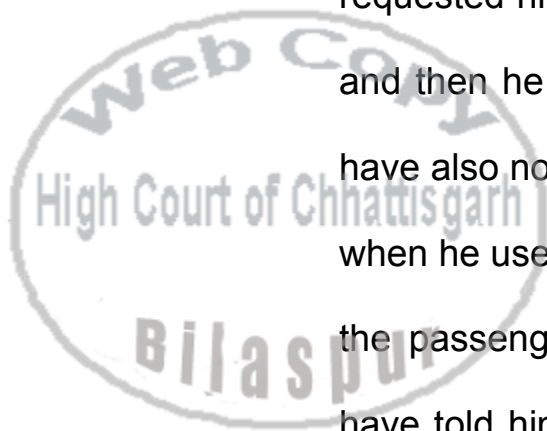 requested
and then he
have also no
when he use
the passeng
have told
Web Copy
High Court of Chhattisgarh
Bilaspur